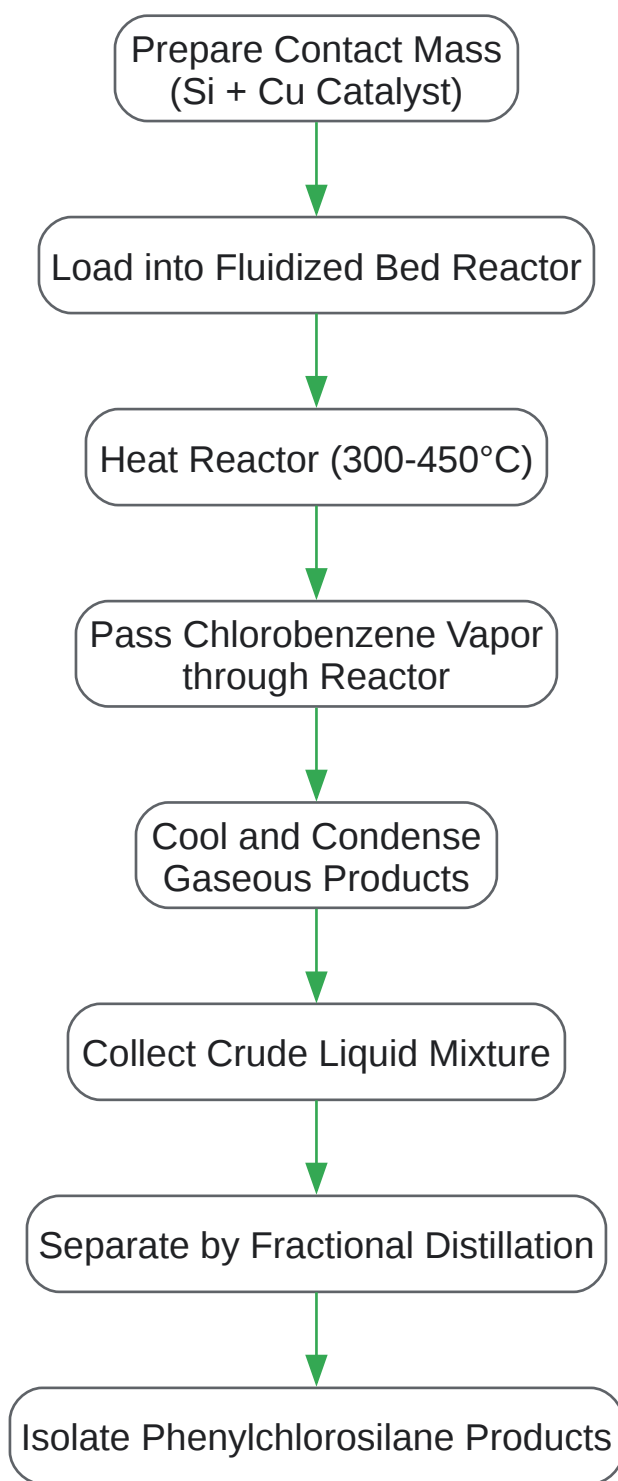 Prepare Contact Mass
(Si + Cu Catalyst)
Load into Fluidized Bed Reactor
Heat Reactor (300-450°C)
Pass Chlorobenzene Vapor
through Reactor
Cool and Condense
Gaseous Products
Collect Crude Liquid Mixture
Separate by Fractional Distillation
Isolate Phenylchlorosilane Products